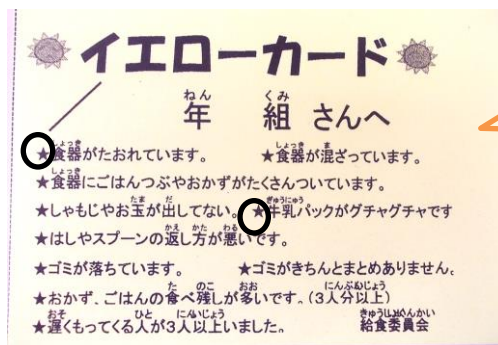 イエローカード
年 組 さんへ
★食器がたおれています。 ★食器が混ざっています。
★食器にごはんつぶやおかずがたくさんついています。
★しゃもじやお玉が出してない。★牛乳パックがグチャグチャです
★はしやスプーンの返し方が悪いです。
★ゴミが落ちています。 ★ゴミがきちんとまとめありません。
★おかず、ごはんの食べ残しが多いです。(3人分以上)
★遅くもってくる人が3人以上いました。 給食委員会